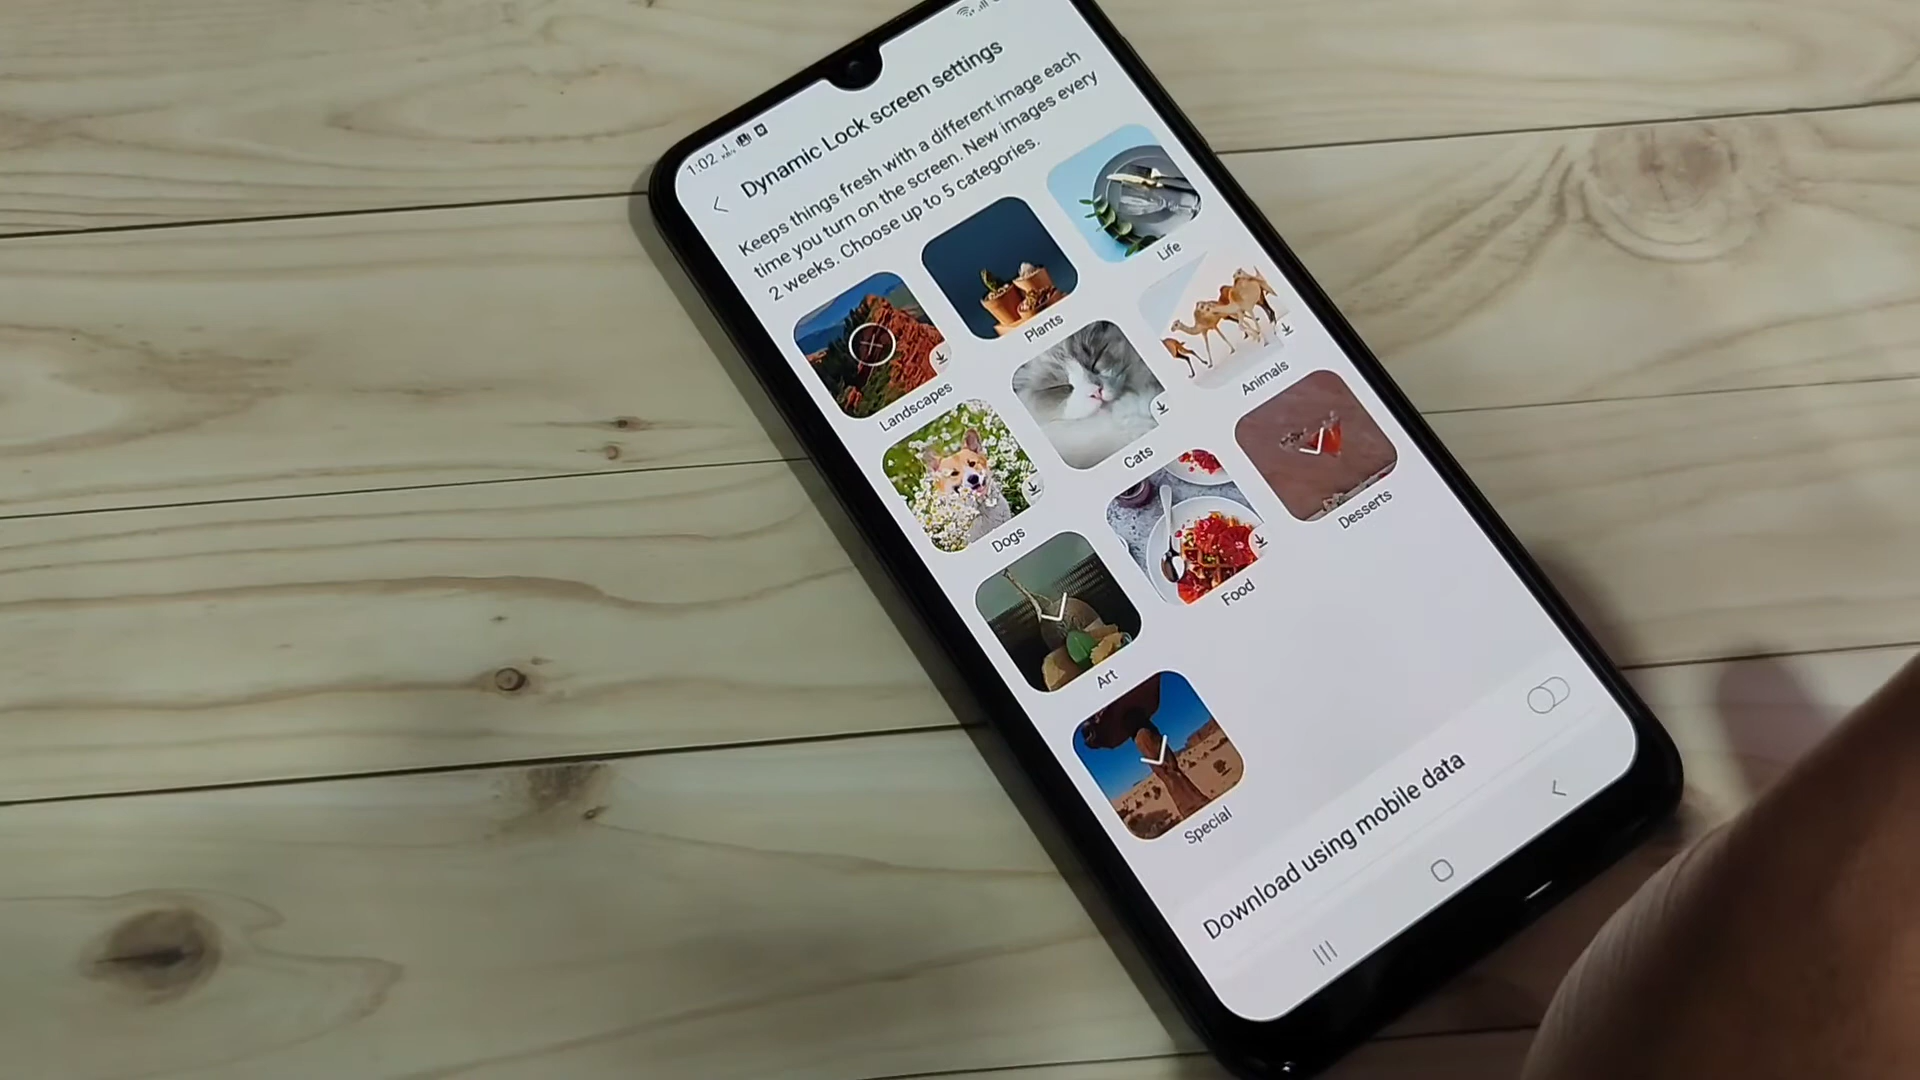 1:02
Dynamic Lock screen settings
Keeps things fresh with a different image each
time you turn on the screen. New images every
2 weeks. Choose up to 5 categories.
Landscapes
Plants
Life
Dogs
Cats
Animals
Art
Food
Desserts
Special
Download using mobile data